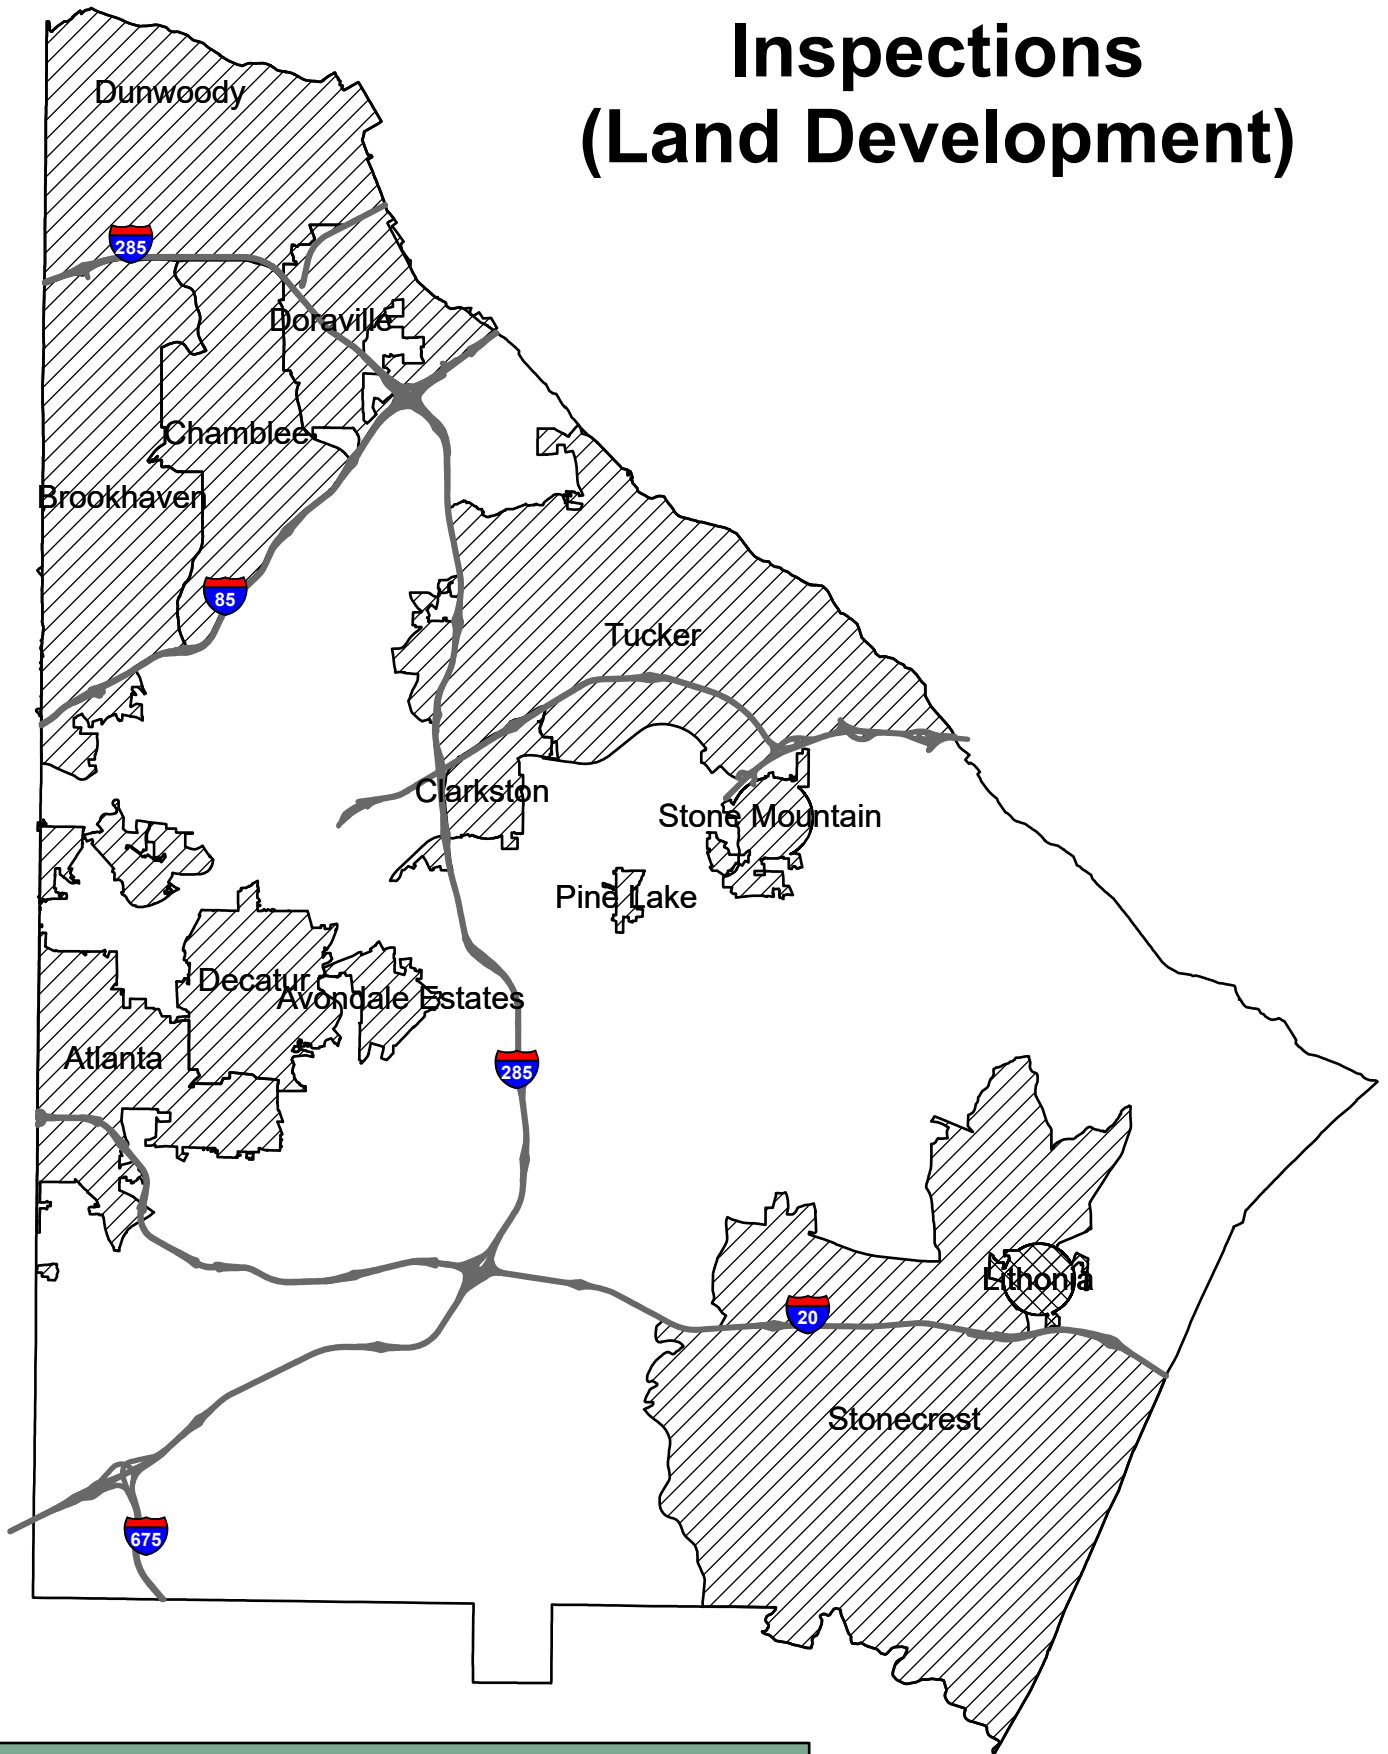 Inspections
(Land Development)
Dunwoody
285
Doraville
Chamblee
Brookhaven
85
Tucker
Clarkston
Stone Mountain
Pine Lake
Decatur
Avondale Estates
Atlanta
285
Lithonia
20
Stonecrest
675